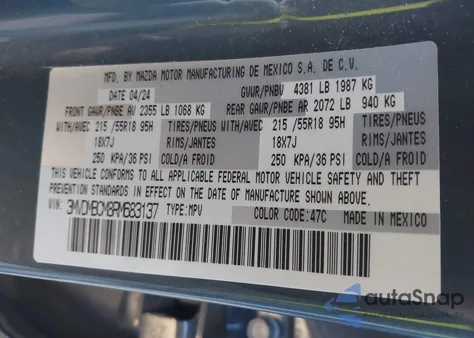 MFD. BY MAZDA MOTOR MANUFACTURING DE MEXICO S.A. DE C.V.
DATE 04/24 GVWR/PNBV 4381 LB 1987 KG
FRONT GAWR/PNBE AV 2355 LB 1068 KG REAR GAWR/PNBE AR 2072 LB 940 KG
WITH/AVEC 215 /55R18 95H TIRES/PNEUS WITH/AVEC 215 /55R18 95H TIRES/PNEUS
18X7J RIMS/JANTES 18X7J RIMS/JANTES
250 KPA/36 PSI COLD/A FROID 250 KPA/36 PSI COLD/A FROID
THIS VEHICLE CONFORMS TO ALL APPLICABLE FEDERAL MOTOR VEHICLE SAFETY AND THEFT
PREVENTION STANDARDS IN EFFECT ON THE DATE OF MANUFACTURE SHOWN ABOVE.
VIN: 3MVDMBCM8RM683137 TYPE: MPV COLOR CODE: 47C MADE IN MEXICO
autoSnap